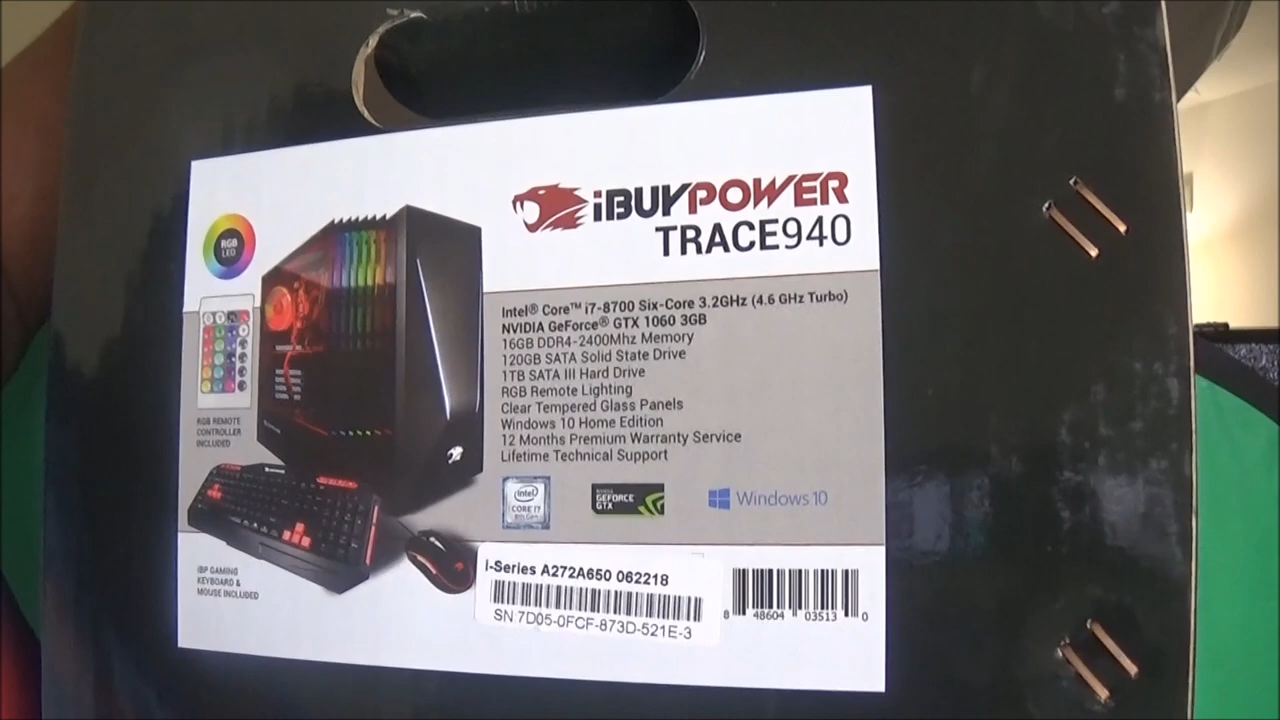 iBUYPOWER
TRACE940
RGB
LED
Intel® Core™ i7-8700 Six-Core 3.2GHz (4.6 GHz Turbo)
NVIDIA GeForce® GTX 1060 3GB
16GB DDR4-2400Mhz Memory
120GB SATA Solid State Drive
1TB SATA III Hard Drive
RGB Remote Lighting
Clear Tempered Glass Panels
Windows 10 Home Edition
12 Months Premium Warranty Service
Lifetime Technical Support
RGB REMOTE
CONTROLLER
INCLUDED
intel
CORE i7
8th Gen
NVIDIA
GEFORCE
GTX
Windows 10
iBP GAMING
KEYBOARD &
MOUSE INCLUDED
i-Series A272A650 062218
SN:7D05-0FCF-873D-521E-3
8 48604 03513 0